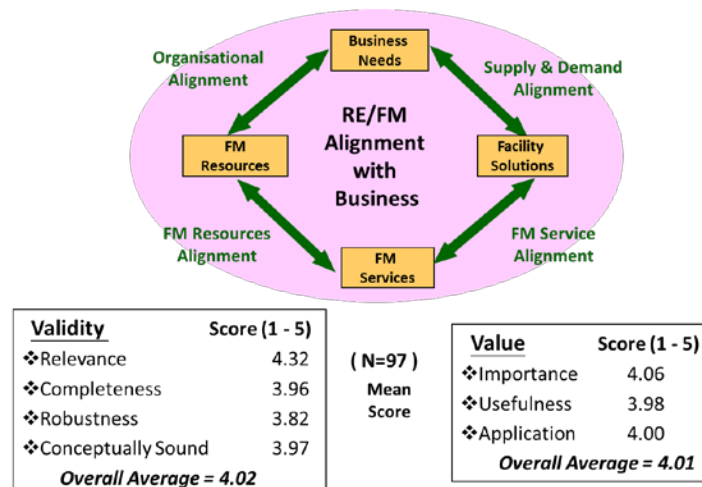 Business
Needs
Organisational
Alignment
Supply & Demand
Alignment
RE/FM
Alignment
with
Business
FM
Resources
Facility
Solutions
FM Resources
Alignment
FM Service
Alignment
FM
Services
Validity Score (1 - 5)
❖Relevance 4.32
❖Completeness 3.96
❖Robustness 3.82
❖Conceptually Sound 3.97
Overall Average = 4.02
( N=97 )
Mean
Score
Value Score (1 - 5)
❖Importance 4.06
❖Usefulness 3.98
❖Application 4.00
Overall Average = 4.01